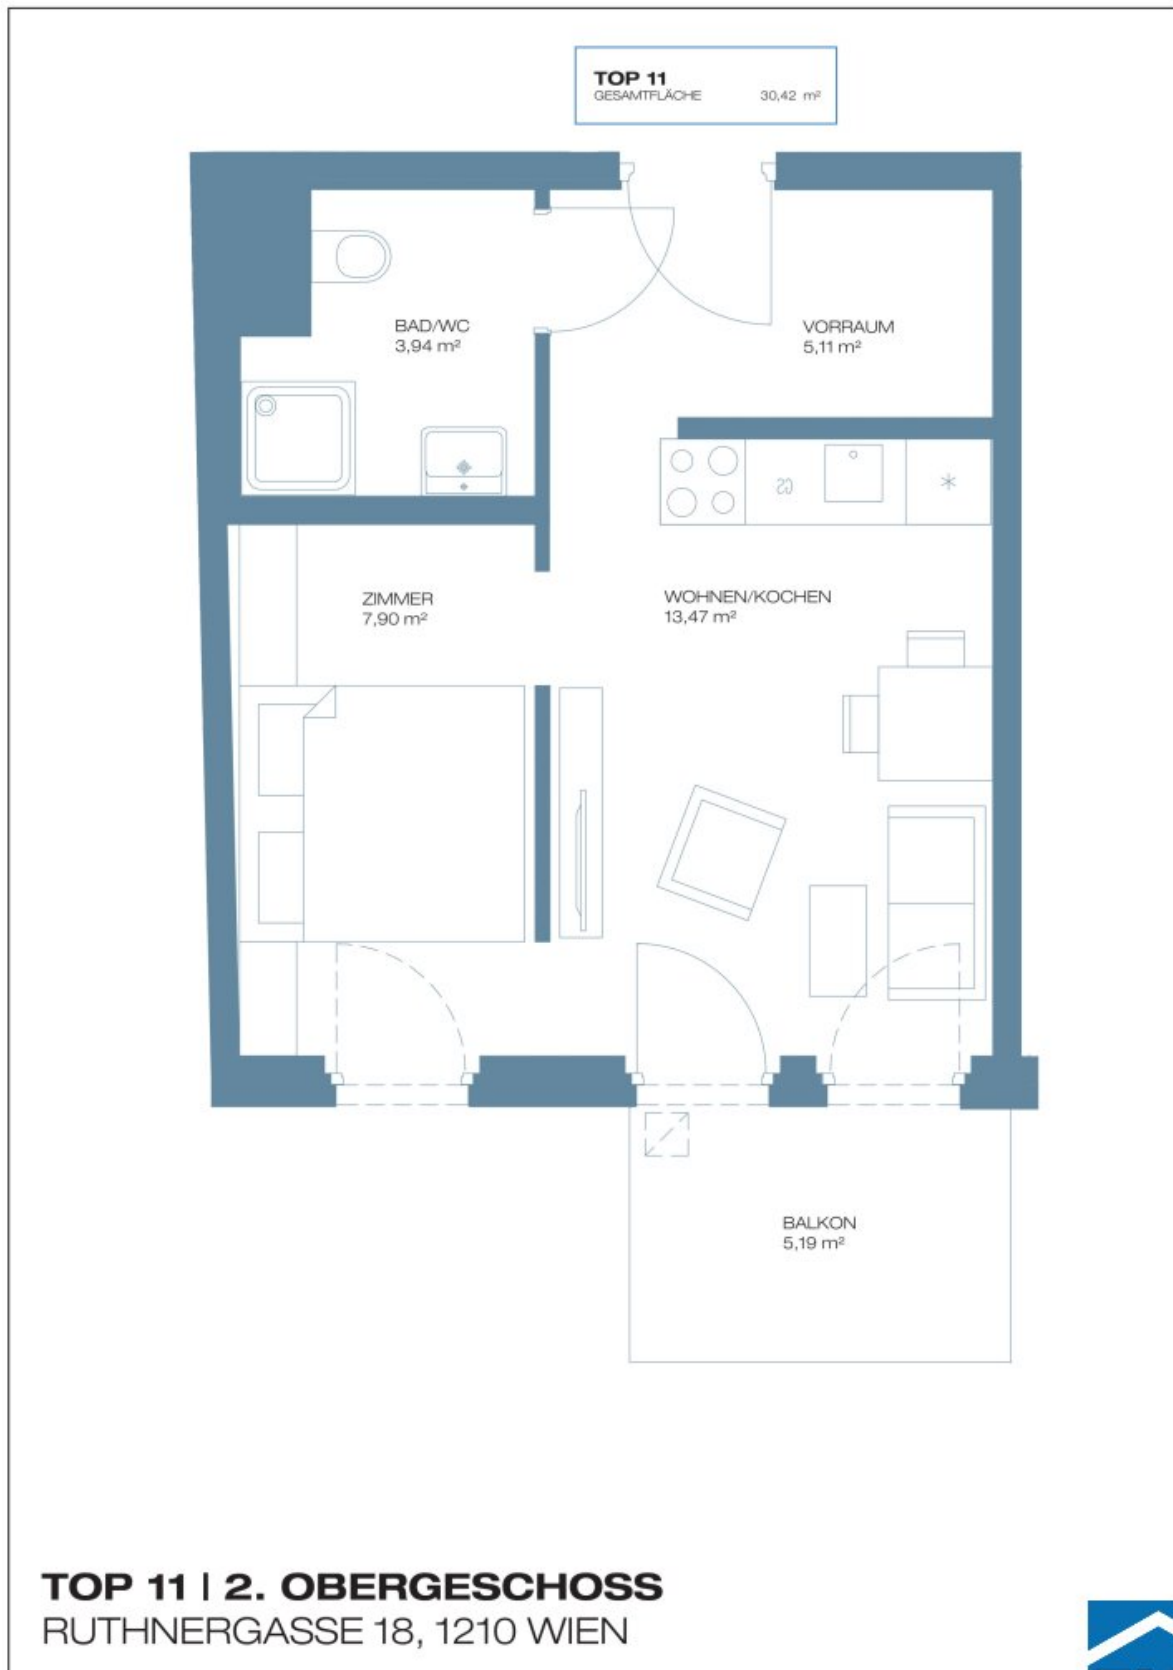 TOP 11
GESAMTFLÄCHE 30,42 m²
BAD/WC
3,94 m²
VORRAUM
5,11 m²
GS
ZIMMER
7,90 m²
WOHNEN/KOCHEN
13,47 m²
BALKON
5,19 m²
TOP 11 | 2. OBERGESCHOSS
RUTHNERGASSE 18, 1210 WIEN